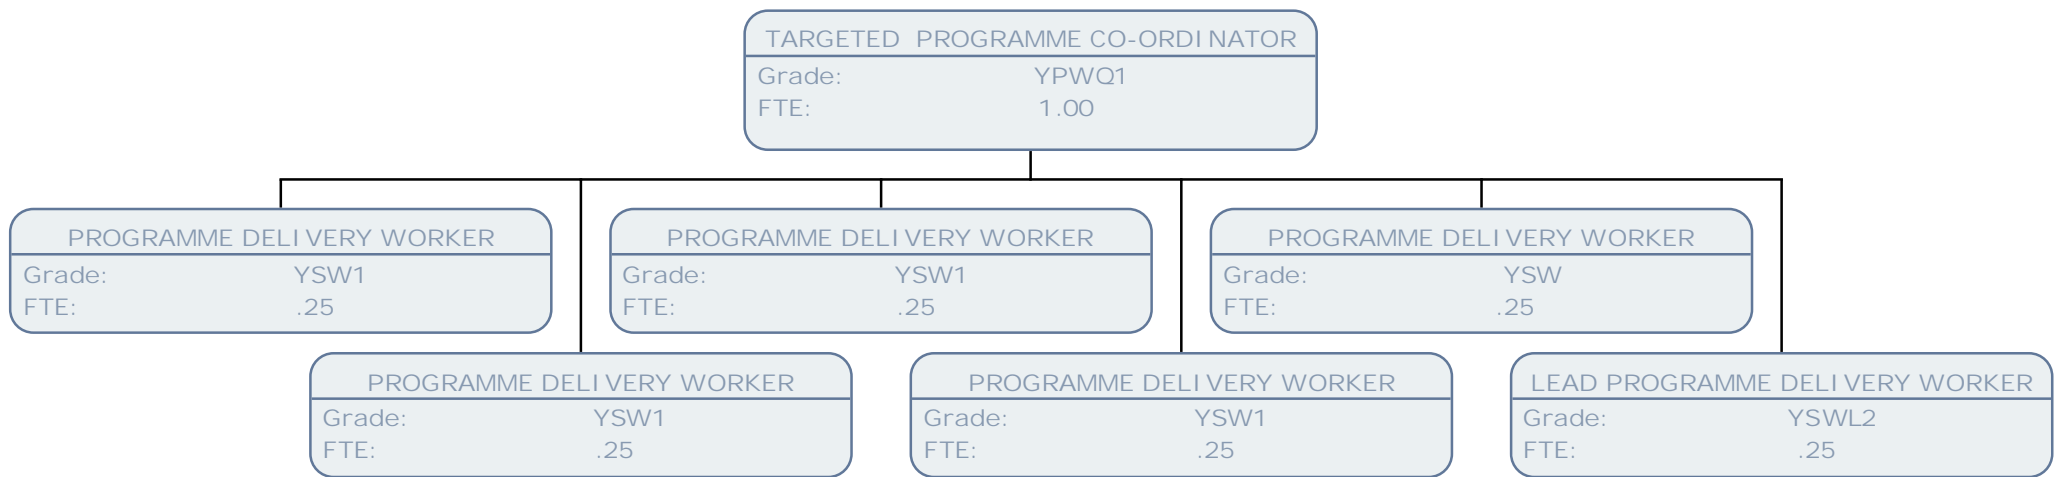 TARGETED PROGRAMME CO-ORDINATOR
Grade: YPWQ1
FTE: 1.00
PROGRAMME DELIVERY WORKER
Grade: YSW1
FTE: .25
PROGRAMME DELIVERY WORKER
Grade: YSW1
FTE: .25
PROGRAMME DELIVERY WORKER
Grade: YSW
FTE: .25
PROGRAMME DELIVERY WORKER
Grade: YSW1
FTE: .25
PROGRAMME DELIVERY WORKER
Grade: YSW1
FTE: .25
LEAD PROGRAMME DELIVERY WORKER
Grade: YSWL2
FTE: .25